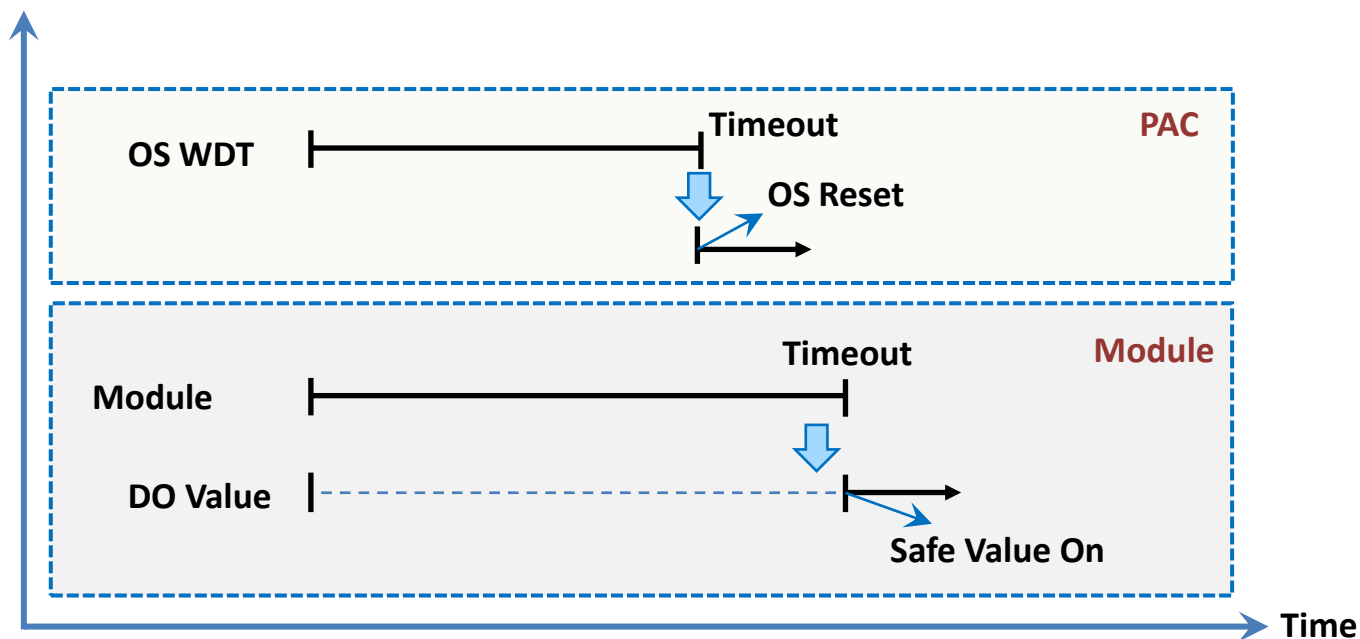 Timeout
PAC
OS WDT
OS Reset
Timeout
Module
Module
DO Value
Safe Value On
Time